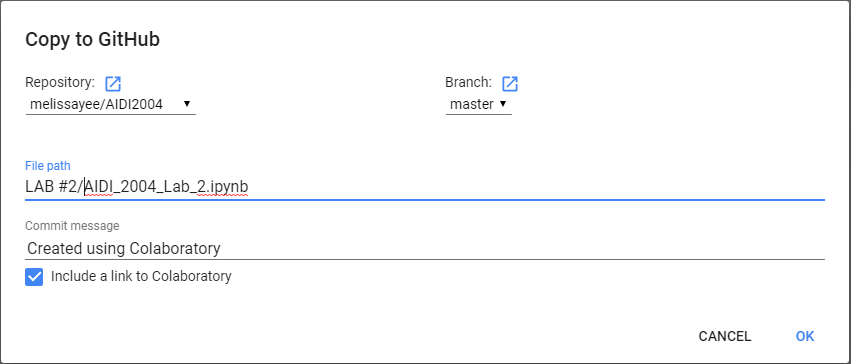 Copy to GitHub
Repository: Branch:
melissayee/AIDI2004 master
File path
LAB #2/AIDI_2004_Lab_2.ipynb
Commit message
Created using Colaboratory
Include a link to Colaboratory
CANCEL OK